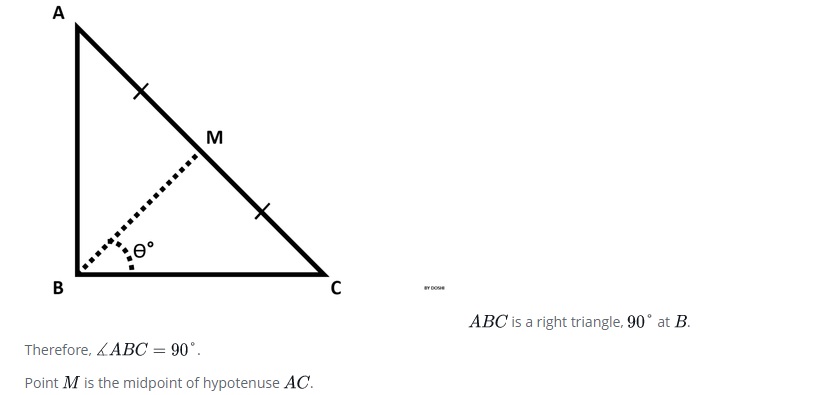 A
M
θ°
B
C
BY DOSHI
ABC is a right triangle, 90° at B.
Therefore, ∡ABC = 90°.
Point M is the midpoint of hypotenuse AC.